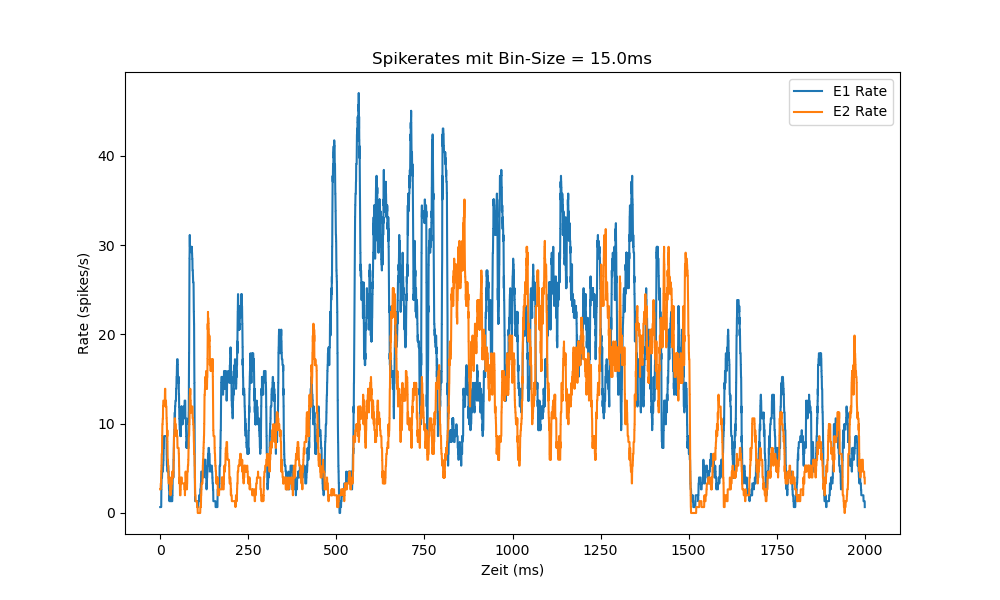 Spikerates mit Bin-Size = 15.0ms
E1 Rate
E2 Rate
Rate (spikes/s)
40
30
20
10
0
0 250 500 750 1000 1250 1500 1750 2000
Zeit (ms)